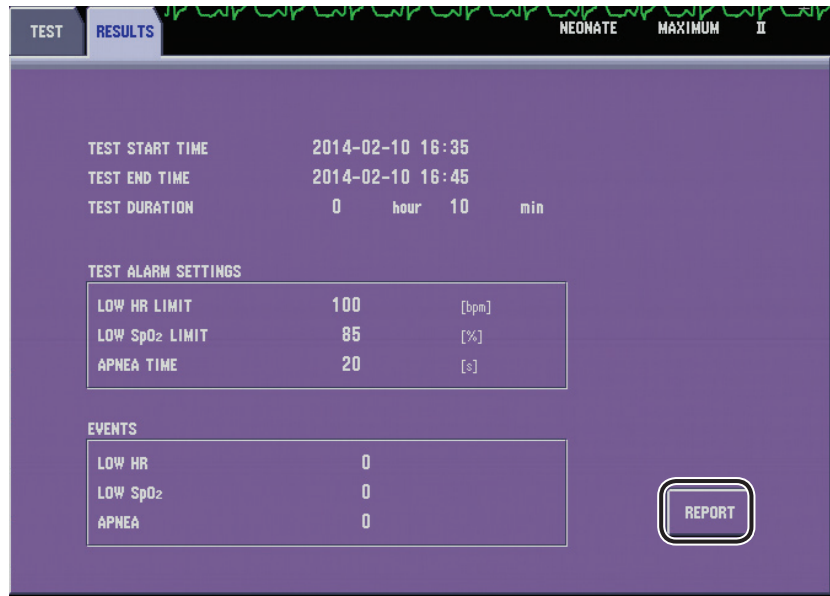 TEST RESULTS NEONATE MAXIMUM II
TEST START TIME 2014-02-10 16:35
TEST END TIME 2014-02-10 16:45
TEST DURATION 0 hour 10 min
TEST ALARM SETTINGS
LOW HR LIMIT 100 [bpm]
LOW SpO2 LIMIT 85 [%]
APNEA TIME 20 [s]
EVENTS
LOW HR 0
LOW SpO2 0
APNEA 0
REPORT